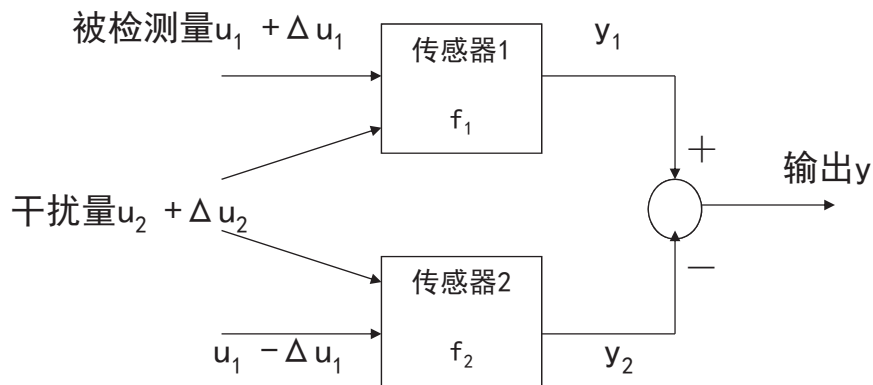 被检测量u₁ +Δu₁
传感器1
f₁
y₁
+
输出y
干扰量u₂ +Δu₂
−
传感器2
f₂
u₁ −Δu₁
y₂